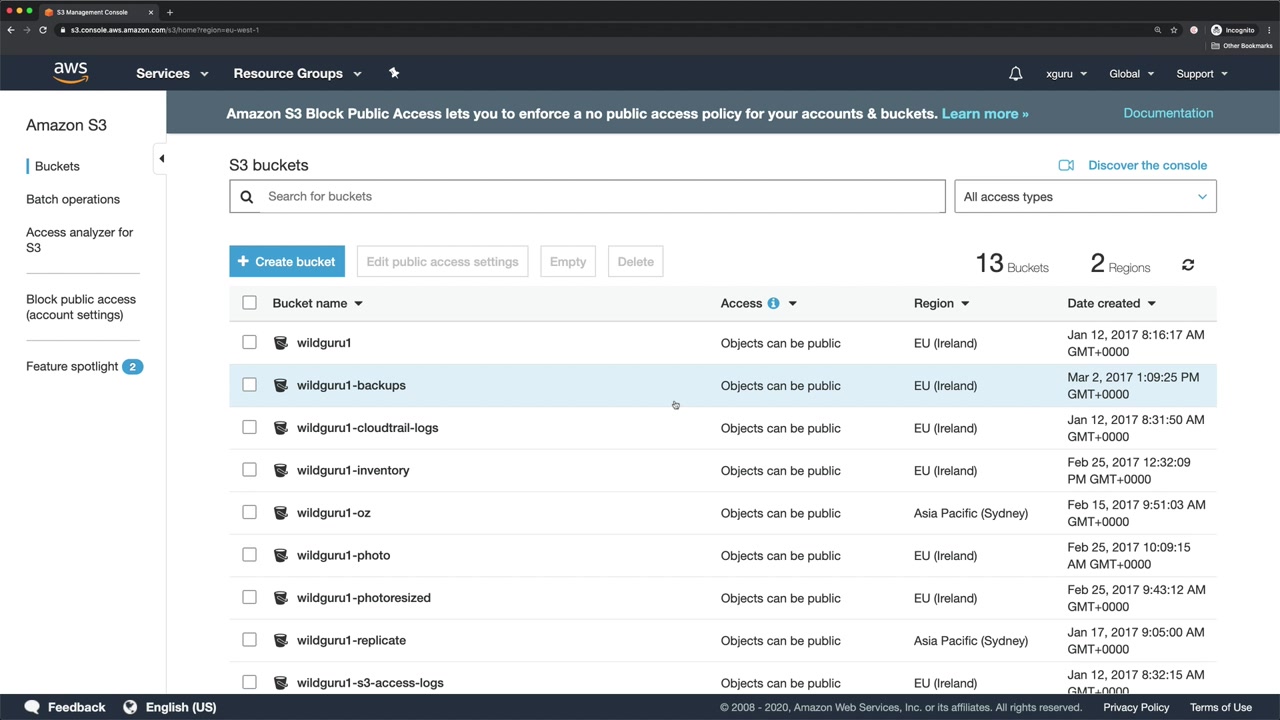 S3 Management Console
s3.console.aws.amazon.com/s3/home?region=eu-west-1
Incognito
Other Bookmarks
aws
Services
Resource Groups
xguru
Global
Support
Amazon S3 Block Public Access lets you to enforce a no public access policy for your accounts & buckets. Learn more »
Documentation
Amazon S3
Buckets
Batch operations
Access analyzer for
S3
Block public access
(account settings)
Feature spotlight 2
S3 buckets
Discover the console
Search for buckets
All access types
Create bucket
Edit public access settings
Empty
Delete
13 Buckets
2 Regions
Bucket name Access Region Date created
wildguru1 Objects can be public EU (Ireland) Jan 12, 2017 8:16:17 AM
GMT+0000
wildguru1-backups Objects can be public EU (Ireland) Mar 2, 2017 1:09:25 PM
GMT+0000
wildguru1-cloudtrail-logs Objects can be public EU (Ireland) Jan 12, 2017 8:31:50 AM
GMT+0000
wildguru1-inventory Objects can be public EU (Ireland) Feb 25, 2017 12:32:09
PM GMT+0000
wildguru1-oz Objects can be public Asia Pacific (Sydney) Feb 15, 2017 9:51:03 AM
GMT+0000
wildguru1-photo Objects can be public EU (Ireland) Feb 25, 2017 10:09:15
AM GMT+0000
wildguru1-photoresized Objects can be public EU (Ireland) Feb 25, 2017 9:43:12 AM
GMT+0000
wildguru1-replicate Objects can be public Asia Pacific (Sydney) Jan 17, 2017 9:05:00 AM
GMT+0000
wildguru1-s3-access-logs Objects can be public EU (Ireland) Jan 12, 2017 8:32:15 AM
GMT+0000
Feedback
English (US)
© 2008 - 2020, Amazon Web Services, Inc. or its affiliates. All rights reserved.
Privacy Policy
Terms of Use